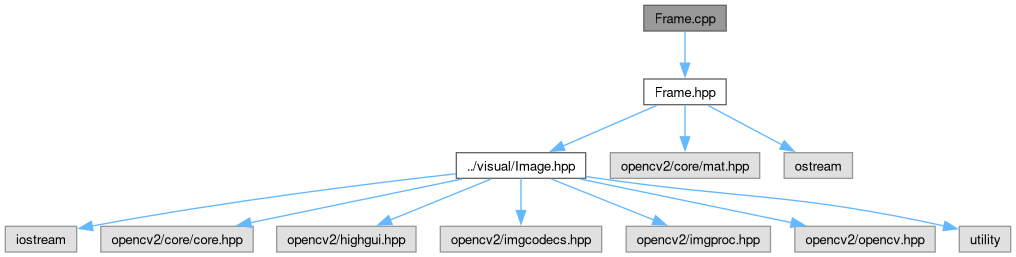 Frame.cpp
Frame.hpp
../visual/Image.hpp
opencv2/core/mat.hpp
ostream
iostream
opencv2/core/core.hpp
opencv2/highgui.hpp
opencv2/imgcodecs.hpp
opencv2/imgproc.hpp
opencv2/opencv.hpp
utility